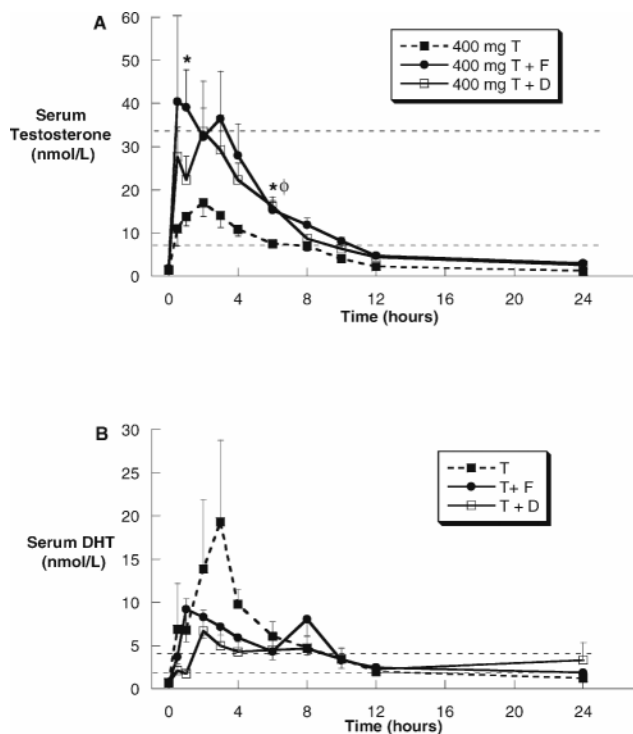 A
60
50
40
30
20
10
0
Serum
Testosterone
(nmol/L)
400 mg T
400 mg T + F
400 mg T + D
*
*ϕ
0 4 8 12 16 20 24
Time (hours)
B
30
25
20
15
10
5
0
Serum DHT
(nmol/L)
T
T+ F
T + D
0 4 8 12 16 20 24
Time (hours)